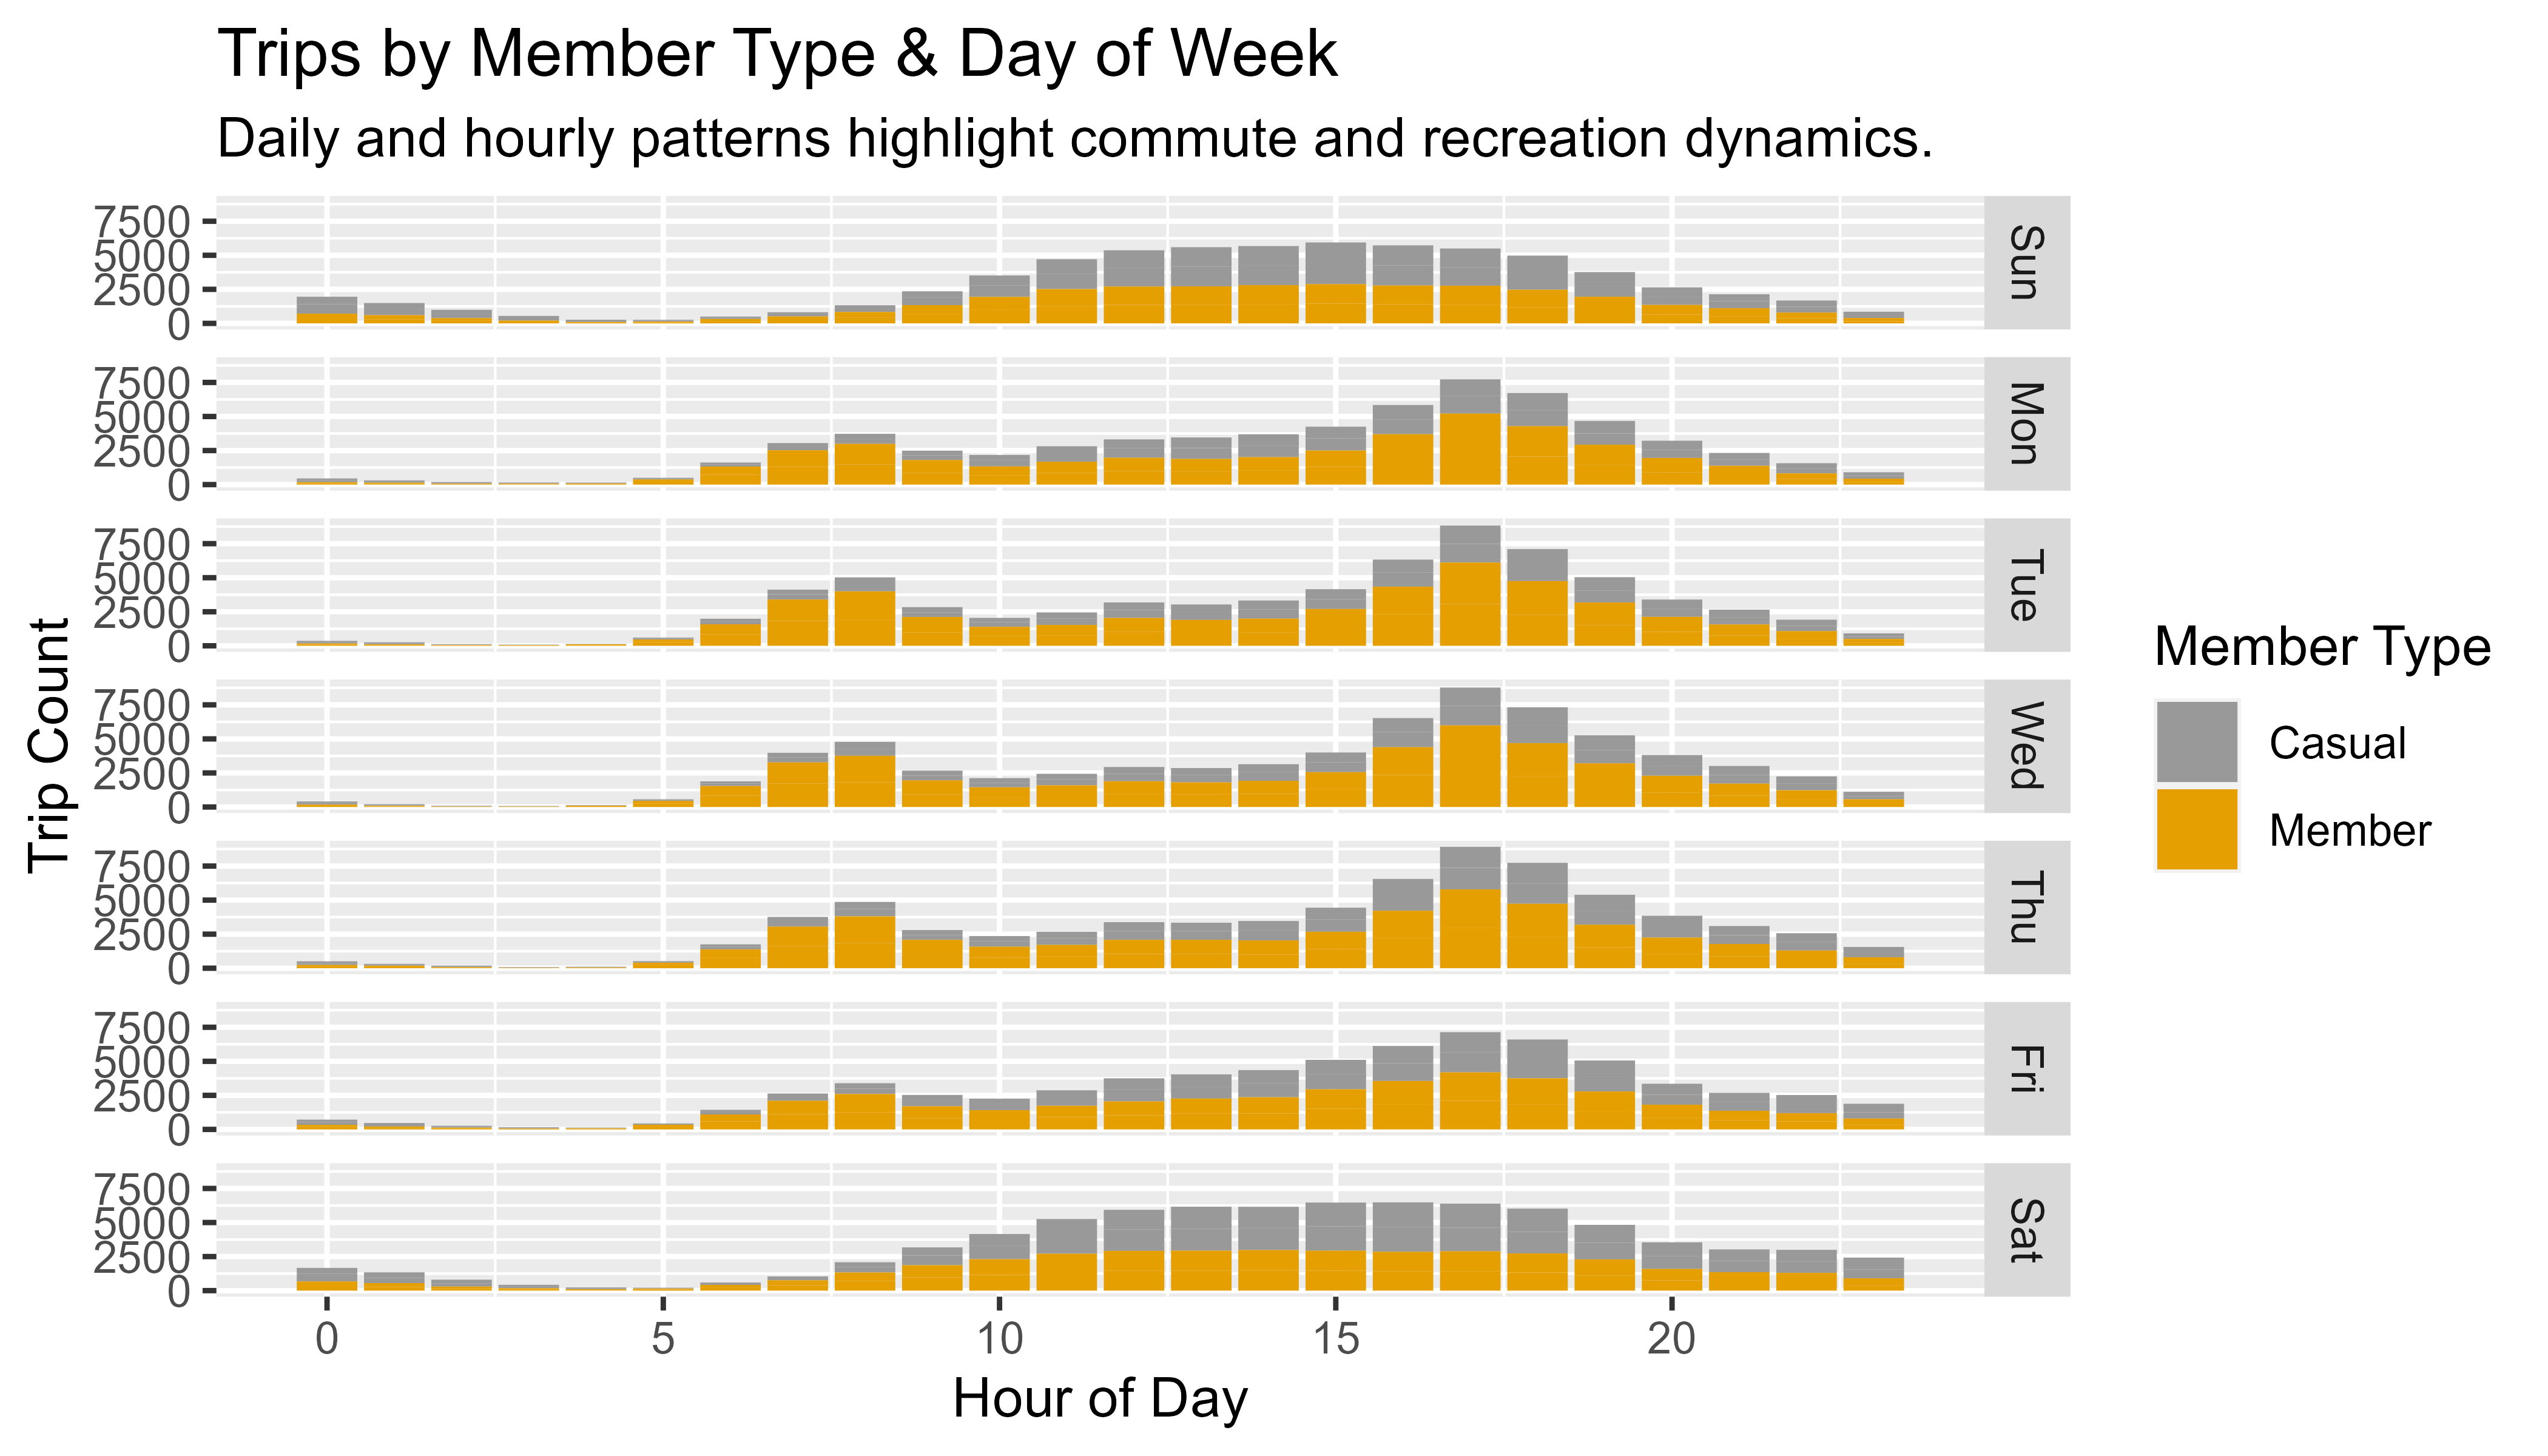 Trips by Member Type & Day of Week
Daily and hourly patterns highlight commute and recreation dynamics.
Trip Count
7500
5000
2500
0
Sun
7500
5000
2500
0
Mon
7500
5000
2500
0
Tue
7500
5000
2500
0
Wed
7500
5000
2500
0
Thu
7500
5000
2500
0
Fri
7500
5000
2500
0
Sat
0 5 10 15 20
Hour of Day
Member Type
Casual
Member